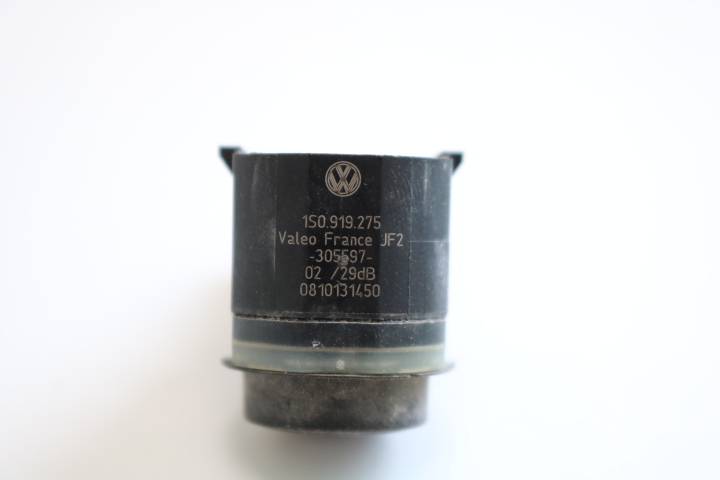 1S0.919.275
Valeo France JF2
-305597-
02 /29dB
0810131450